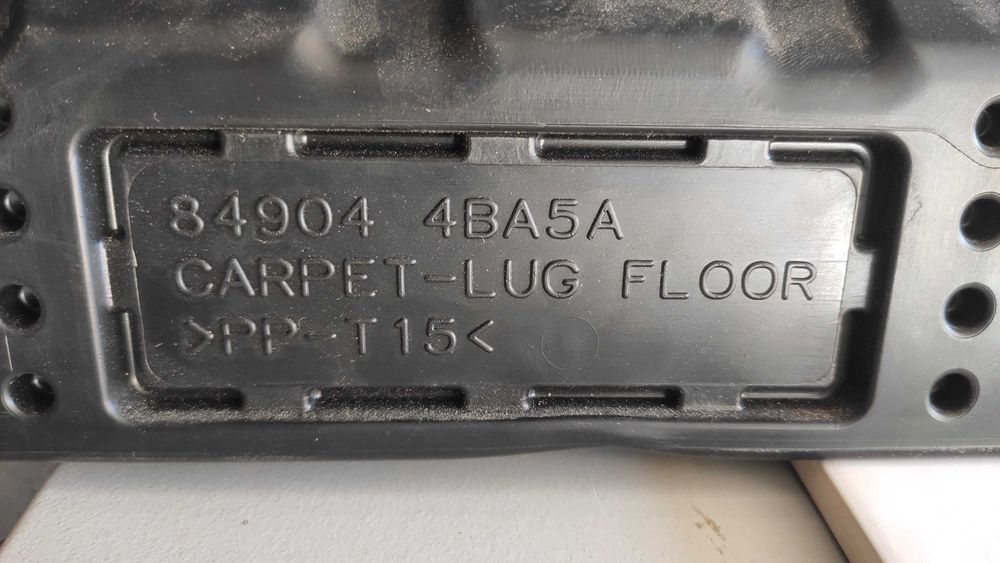 84904 4BA5A
CARPET-LUG FLOOR
>PP-T15<